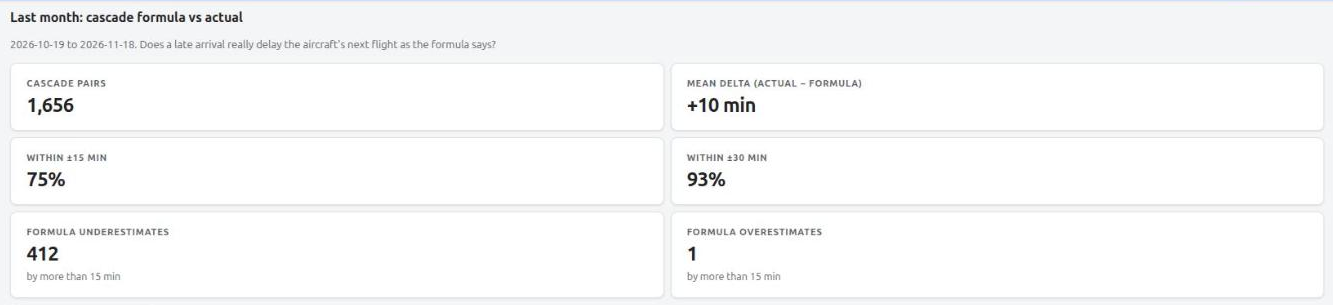 Last month: cascade formula vs actual
2026-10-19 to 2026-11-18. Does a late arrival really delay the aircraft's next flight as the formula says?
CASCADE PAIRS
1,656
MEAN DELTA (ACTUAL − FORMULA)
+10 min
WITHIN ±15 MIN
75%
WITHIN ±30 MIN
93%
FORMULA UNDERESTIMATES
412
by more than 15 min
FORMULA OVERESTIMATES
1
by more than 15 min